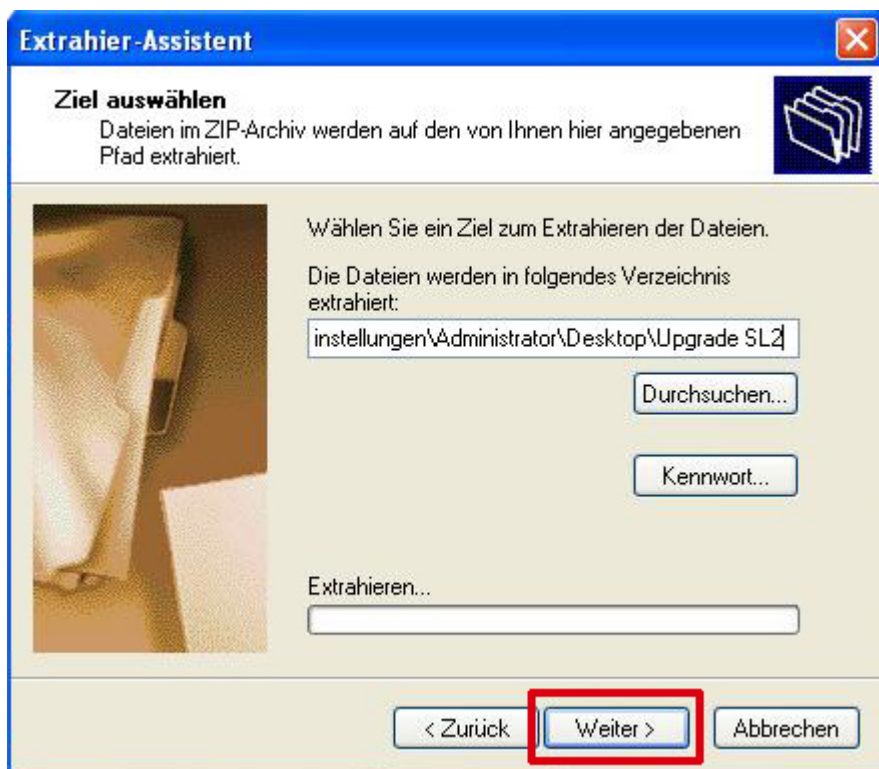 Extrahier-Assistent
Ziel auswählen
Dateien im ZIP-Archiv werden auf den von Ihnen hier angegebenen
Pfad extrahiert.
Wählen Sie ein Ziel zum Extrahieren der Dateien.
Die Dateien werden in folgendes Verzeichnis
extrahiert:
instellungen\Administrator\Desktop\Upgrade SL2
Durchsuchen...
Kennwort...
Extrahieren...
< Zurück
Weiter >
Abbrechen